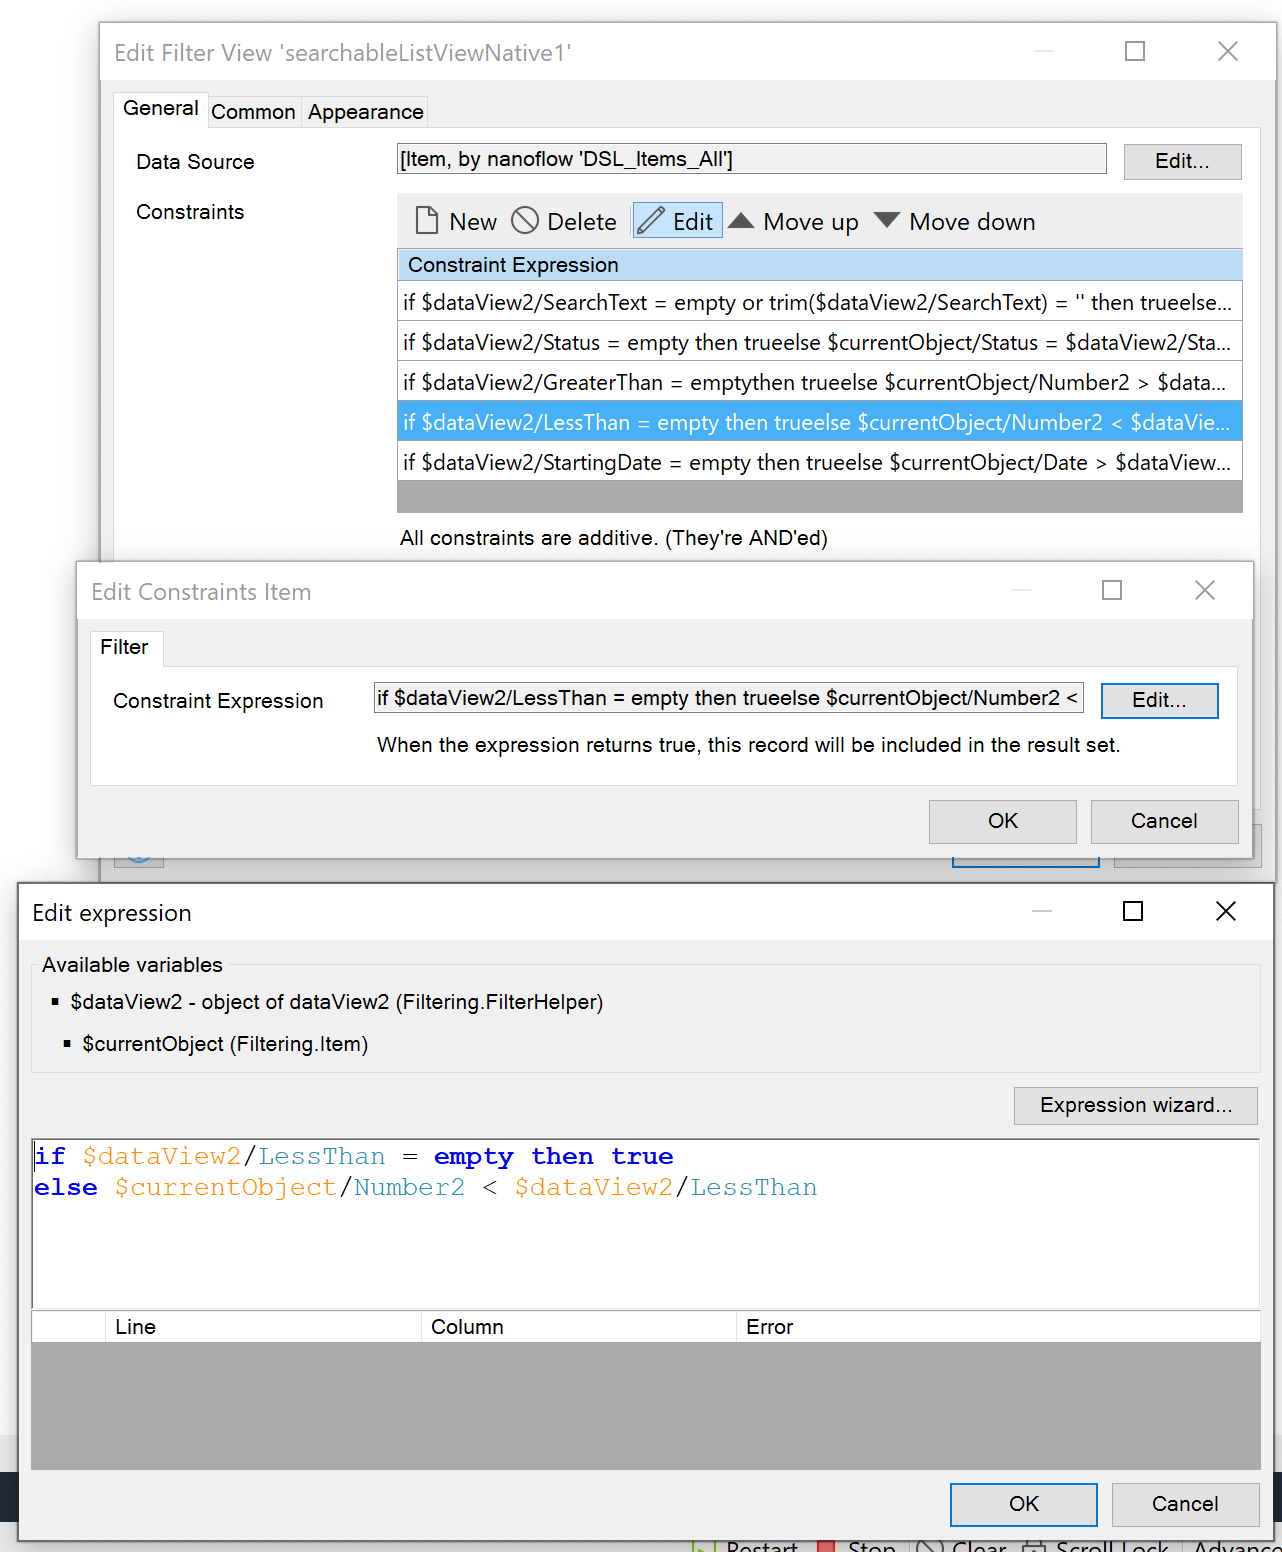 Edit Filter View 'searchableListViewNative1'
General Common Appearance
Data Source [Item, by nanoflow 'DSL_Items_All'] Edit...
Constraints New Delete Edit Move up Move down
Constraint Expression
if $dataView2/SearchText = empty or trim($dataView2/SearchText) = '' then trueelse...
if $dataView2/Status = empty then trueelse $currentObject/Status = $dataView2/Sta...
if $dataView2/GreaterThan = emptythen trueelse $currentObject/Number2 > $data...
if $dataView2/LessThan = empty then trueelse $currentObject/Number2 < $dataVie...
if $dataView2/StartingDate = empty then trueelse $currentObject/Date > $dataView...
All constraints are additive. (They're AND'ed)
Edit Constraints Item
Filter
Constraint Expression if $dataView2/LessThan = empty then trueelse $currentObject/Number2 < Edit...
When the expression returns true, this record will be included in the result set.
OK Cancel
Edit expression
Available variables
▪ $dataView2 - object of dataView2 (Filtering.FilterHelper)
▪ $currentObject (Filtering.Item)
Expression wizard...
if $dataView2/LessThan = empty then true
else $currentObject/Number2 < $dataView2/LessThan
Line Column Error
OK Cancel
Restart Stop Clear Scroll Lock Advance